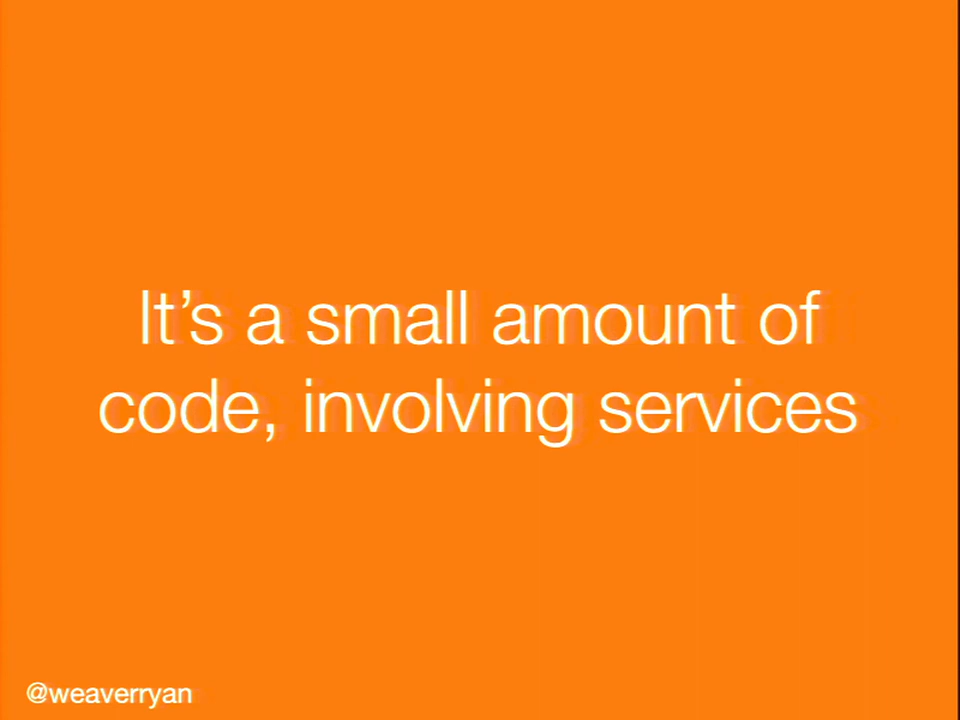 It’s a small amount of
code, involving services
@weaverryan